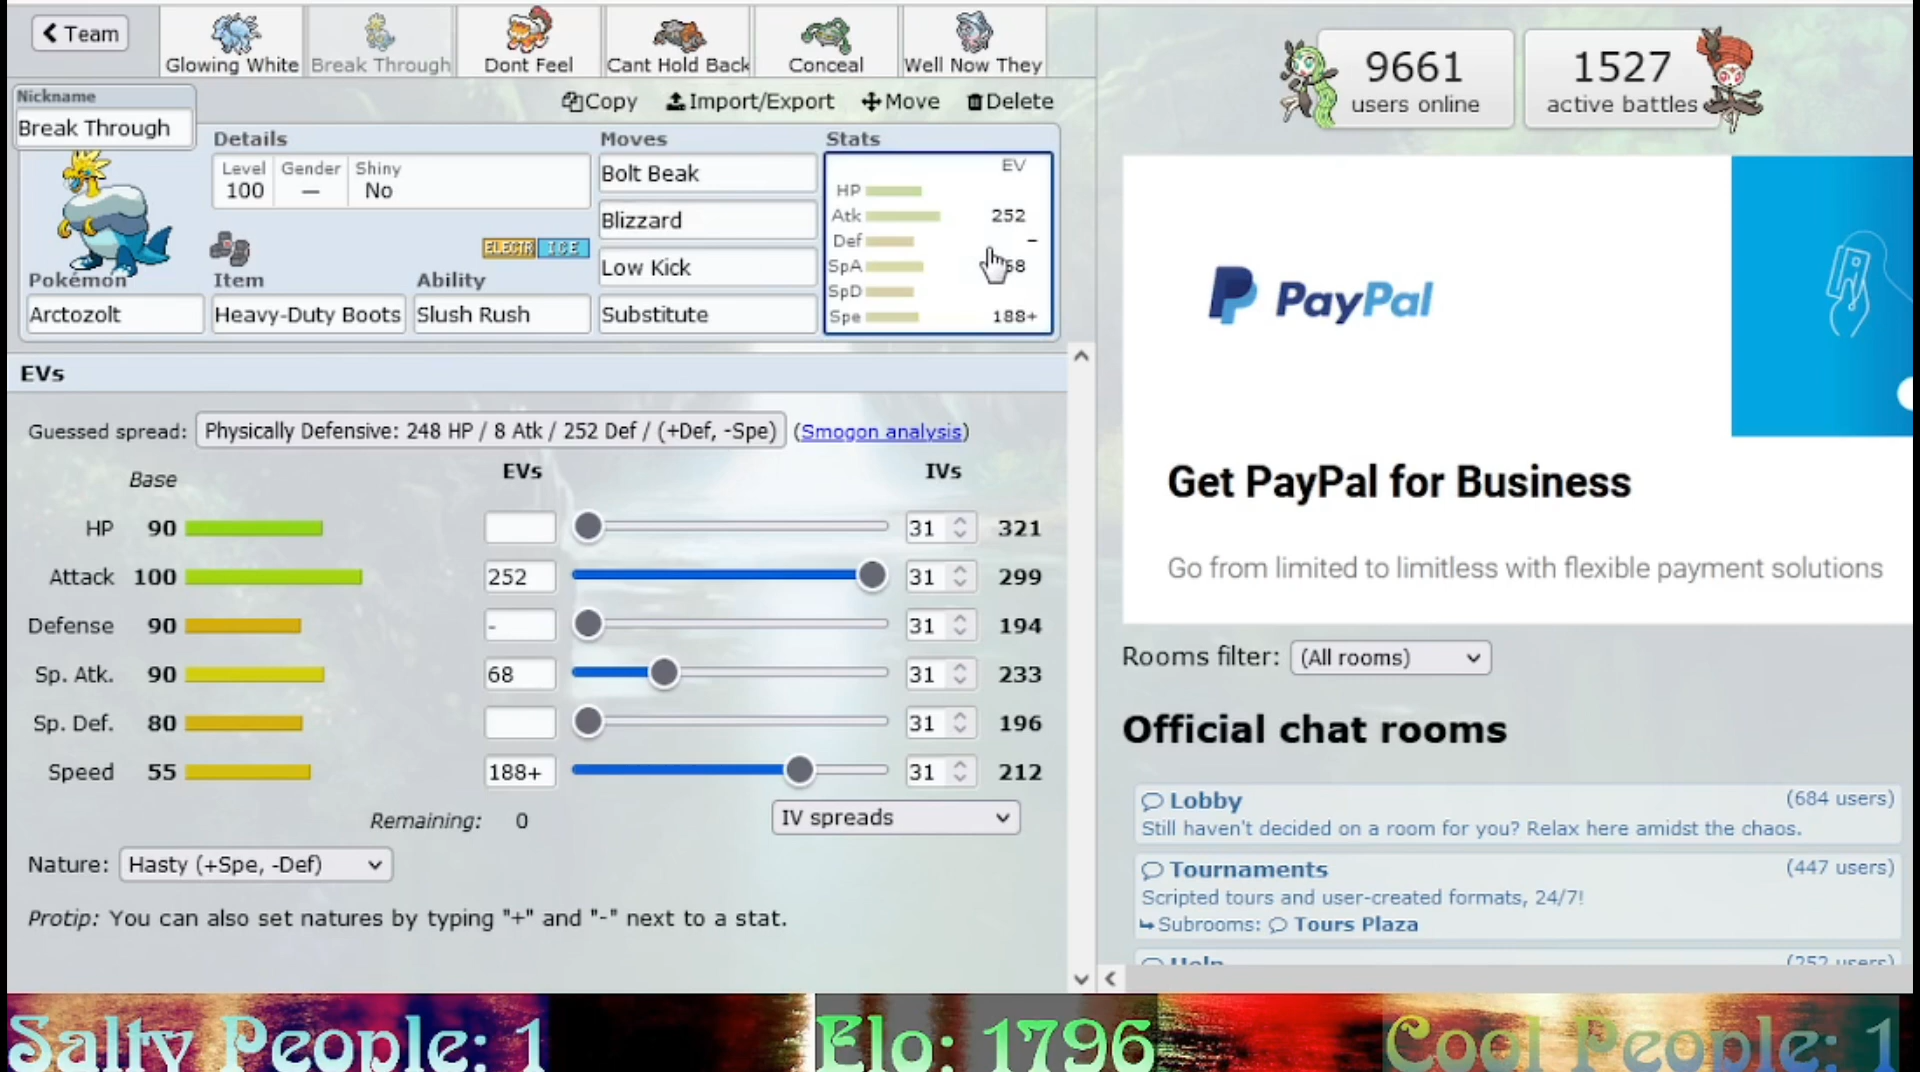 Team
Glowing White
Break Through
Dont Feel
Cant Hold Back
Conceal
Well Now They
Copy
Import/Export
Move
Delete
Nickname
Break Through
Details
Level
100
Gender
—
Shiny
No
ELECTR ICE
Pokémon
Arctozolt
Item
Heavy-Duty Boots
Ability
Slush Rush
Moves
Bolt Beak
Blizzard
Low Kick
Substitute
Stats
EV
HP
Atk 252
Def −
SpA
SpD
Spe 188+
EVs
Guessed spread: Physically Defensive: 248 HP / 8 Atk / 252 Def / (+Def, -Spe) (Smogon analysis)
Base EVs IVs
HP 90 31 321
Attack 100 252 31 299
Defense 90 - 31 194
Sp. Atk. 90 68 31 233
Sp. Def. 80 31 196
Speed 55 188+ 31 212
Remaining: 0
IV spreads
Nature: Hasty (+Spe, -Def)
Protip: You can also set natures by typing "+" and "-" next to a stat.
9661
users online
1527
active battles
PayPal
Get PayPal for Business
Go from limited to limitless with flexible payment solutions
Rooms filter: (All rooms)
Official chat rooms
Lobby (684 users)
Still haven't decided on a room for you? Relax here amidst the chaos.
Tournaments (447 users)
Scripted tours and user-created formats, 24/7!
Subrooms: Tours Plaza
Help (252 users)
Salty People: 1
Elo: 1796
Cool People: 1